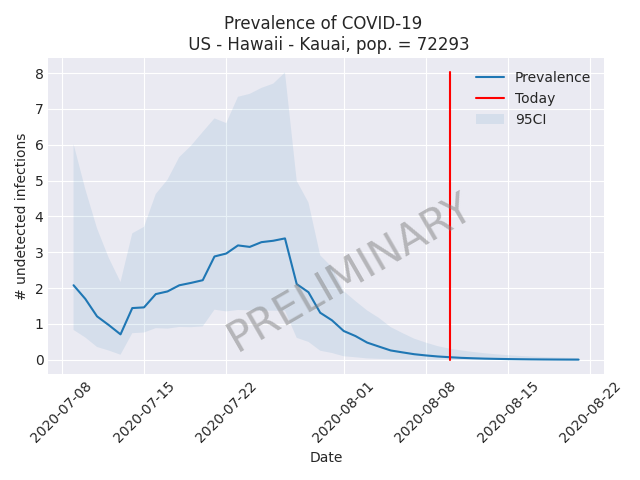 Prevalence of COVID-19
US - Hawaii - Kauai, pop. = 72293
# undetected infections
8
7
6
5
4
3
2
1
0
Prevalence
Today
95CI
PRELIMINARY
2020-07-08
2020-07-15
2020-07-22
2020-08-01
2020-08-08
2020-08-15
2020-08-22
Date